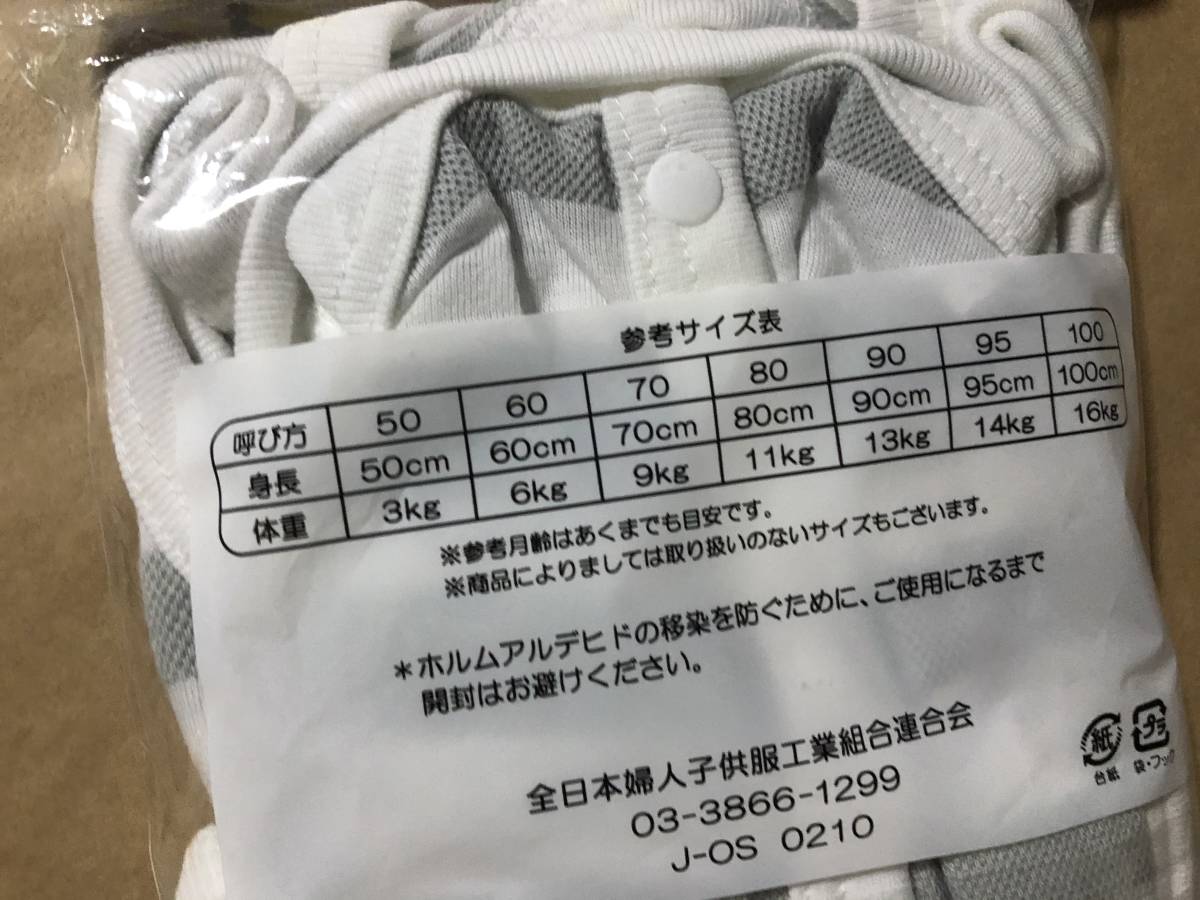 参考サイズ表
呼び方 50 60 70 80 90 95 100
身長 50cm 60cm 70cm 80cm 90cm 95cm 100cm
体重 3kg 6kg 9kg 11kg 13kg 14kg 16kg
※参考月齢はあくまでも目安です。
※商品によりましては取り扱いのないサイズもございます。
＊ホルムアルデヒドの移染を防ぐために、ご使用になるまで
開封はお避けください。
全日本婦人子供服工業組合連合会
03-3866-1299
J-OS 0210
紙 プラ
台紙 袋・フック